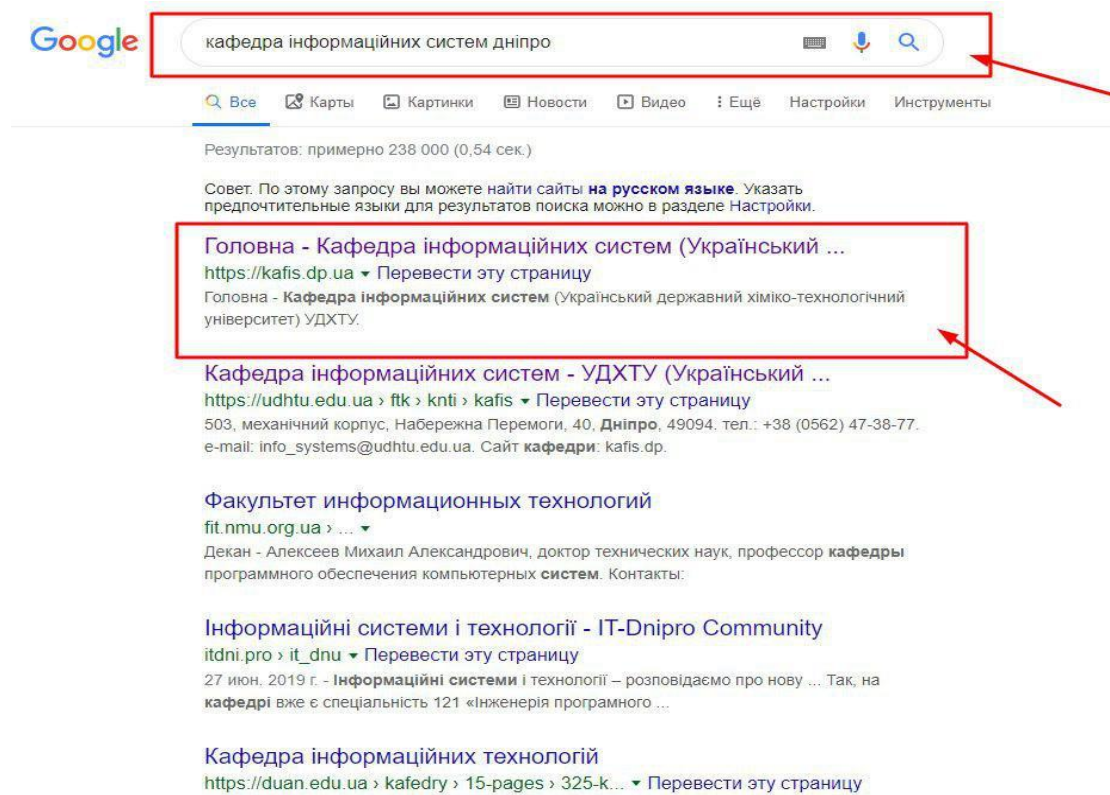 Google
кафедра інформаційних систем дніпро
Все Карты Картинки Новости Видео Ещё Настройки Инструменты
Результатов: примерно 238 000 (0,54 сек.)
Совет. По этому запросу вы можете найти сайты на русском языке. Указать
предпочтительные языки для результатов поиска можно в разделе Настройки.
Головна - Кафедра інформаційних систем (Український ...
https://kafis.dp.ua ▾ Перевести эту страницу
Головна - Кафедра інформаційних систем (Український державний хіміко-технологічний
університет) УДХТУ.
Кафедра інформаційних систем - УДХТУ (Український ...
https://udhtu.edu.ua › ftk › knti › kafis ▾ Перевести эту страницу
503, механічний корпус, Набережна Перемоги, 40, Дніпро, 49094. тел.: +38 (0562) 47-38-77.
e-mail: info_systems@udhtu.edu.ua. Сайт кафедри: kafis.dp.
Факультет информационных технологий
fit.nmu.org.ua › ... ▾
Декан - Алексеев Михаил Александрович, доктор технических наук, профессор кафедры
программного обеспечения компьютерных систем. Контакты:
Інформаційні системи і технології - IT-Dnipro Community
itdni.pro › it_dnu ▾ Перевести эту страницу
27 июн. 2019 г. - Інформаційні системи і технології – розповідаємо про нову ... Так, на
кафедрі вже є спеціальність 121 «Інженерія програмного ...
Кафедра інформаційних технологій
https://duan.edu.ua › kafedry › 15-pages › 325-k... ▾ Перевести эту страницу